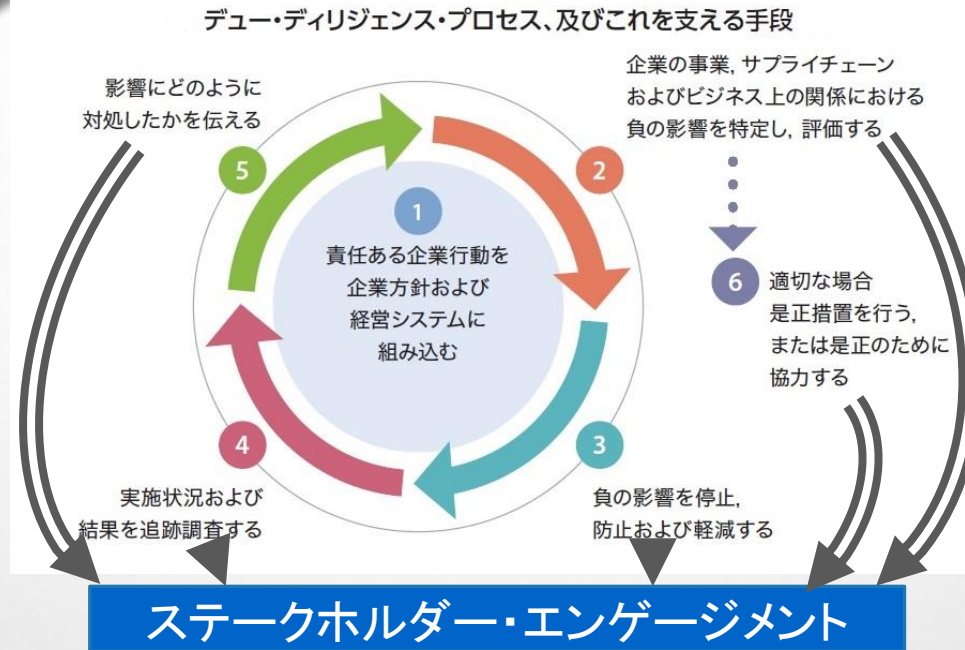 デュー・ディリジェンス・プロセス、及びこれを支える手段
1
責任ある企業行動を
企業方針および
経営システムに
組み込む
2
企業の事業, サプライチェーン
およびビジネス上の関係における
負の影響を特定し, 評価する
3
負の影響を停止,
防止および軽減する
4
実施状況および
結果を追跡調査する
5
影響にどのように
対処したかを伝える
6
適切な場合
是正措置を行う,
または是正のために
協力する
ステークホルダー・エンゲージメント